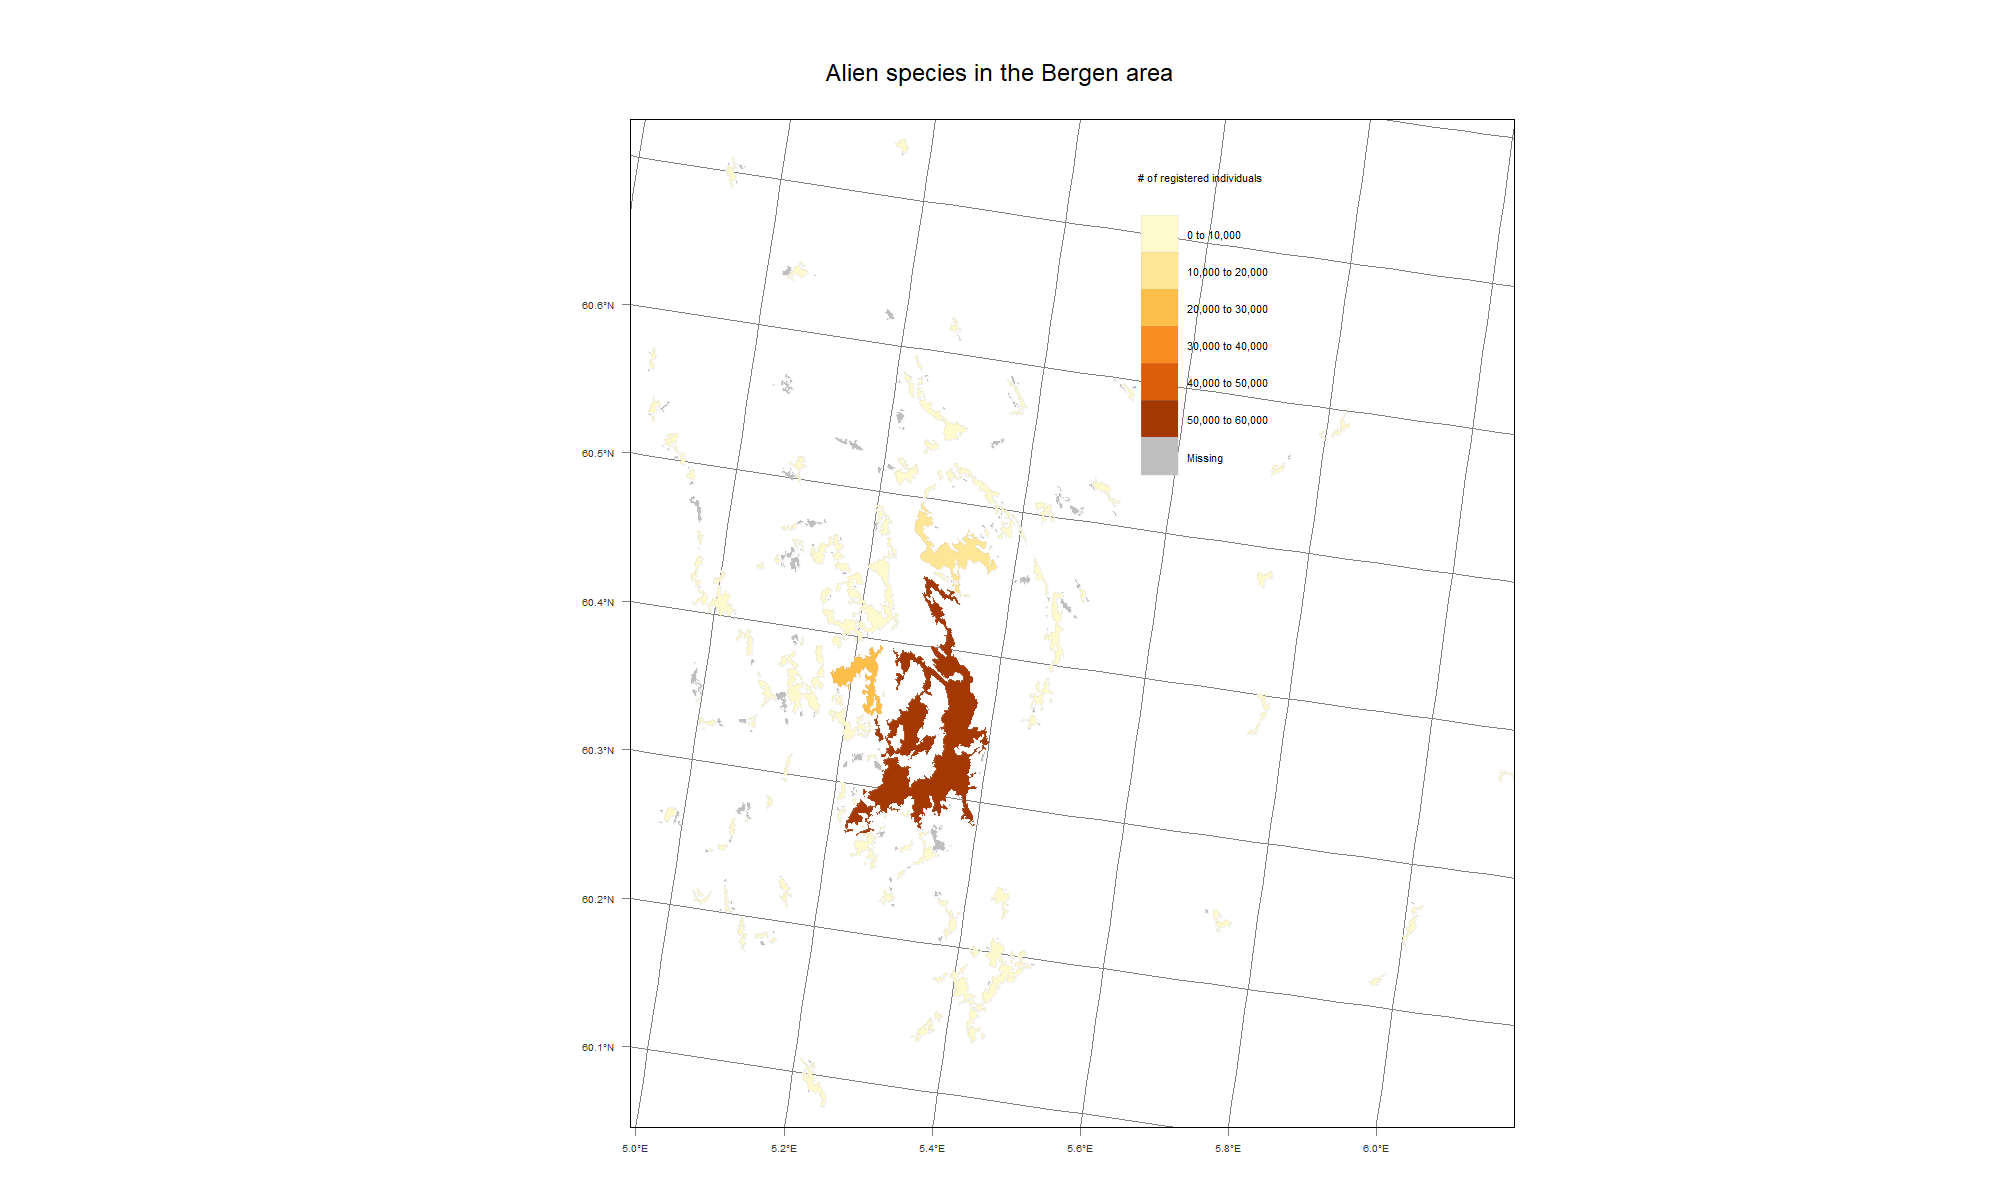 Alien species in the Bergen area
# of registered individuals
0 to 10,000
10,000 to 20,000
20,000 to 30,000
30,000 to 40,000
40,000 to 50,000
50,000 to 60,000
Missing
60.6°N
60.5°N
60.4°N
60.3°N
60.2°N
60.1°N
5.0°E 5.2°E 5.4°E 5.6°E 5.8°E 6.0°E